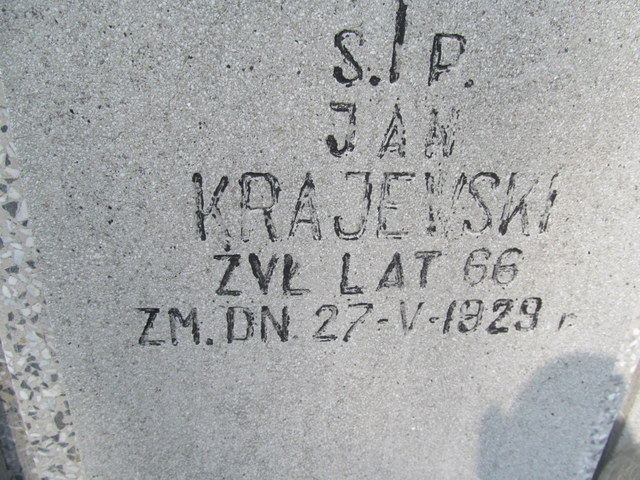 Ś. P.
JAN
KRAJEWSKI
ŻYŁ LAT 66
ZM. DN. 27-V-1929 r